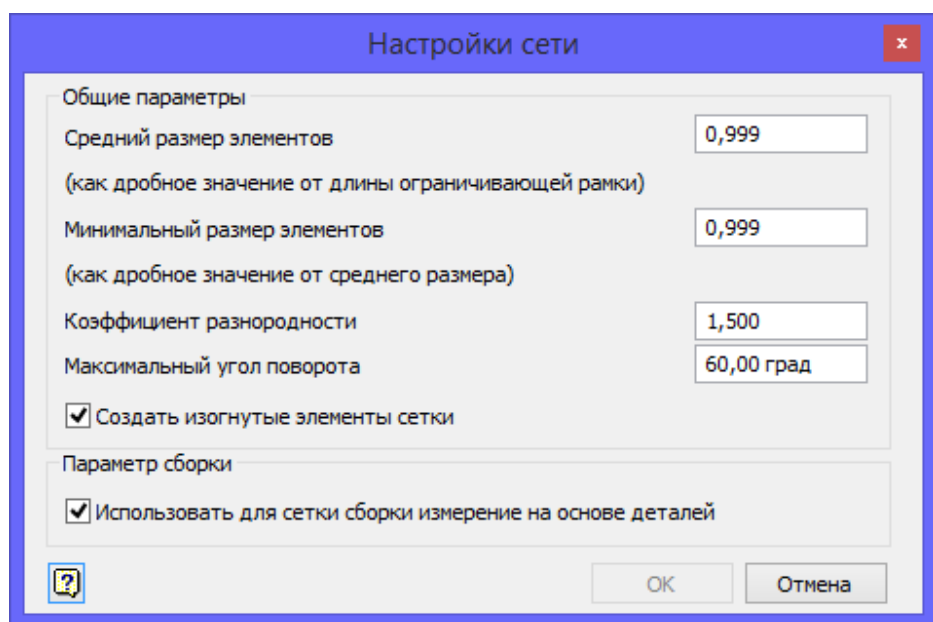 Настройки сети
x
Общие параметры
Средний размер элементов 0,999
(как дробное значение от длины ограничивающей рамки)
Минимальный размер элементов 0,999
(как дробное значение от среднего размера)
Коэффициент разнородности 1,500
Максимальный угол поворота 60,00 град
Создать изогнутые элементы сетки
Параметр сборки
Использовать для сетки сборки измерение на основе деталей
? ОК Отмена